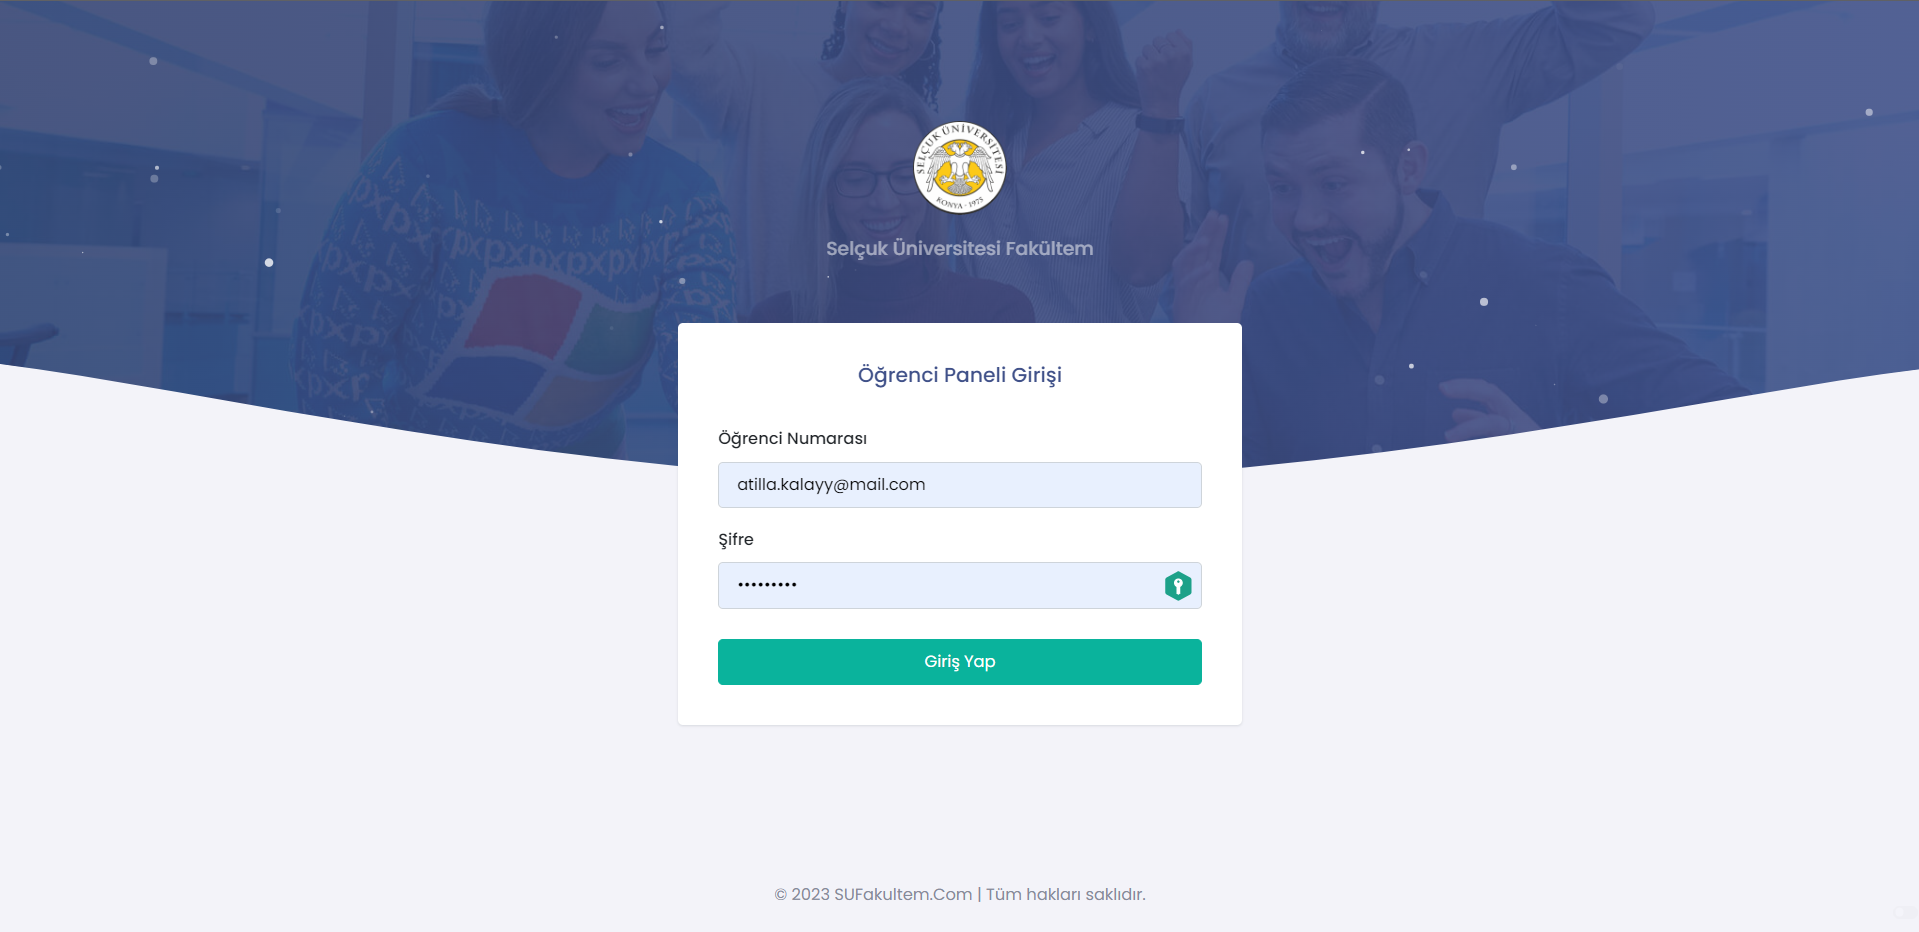 SELÇUK ÜNİVERSİTESİ
KONYA - 1975
Selçuk Üniversitesi Fakültem
Öğrenci Paneli Girişi
Öğrenci Numarası
atilla.kalayy@mail.com
Şifre
•••••••••
Giriş Yap
© 2023 SUFakultem.Com | Tüm hakları saklıdır.